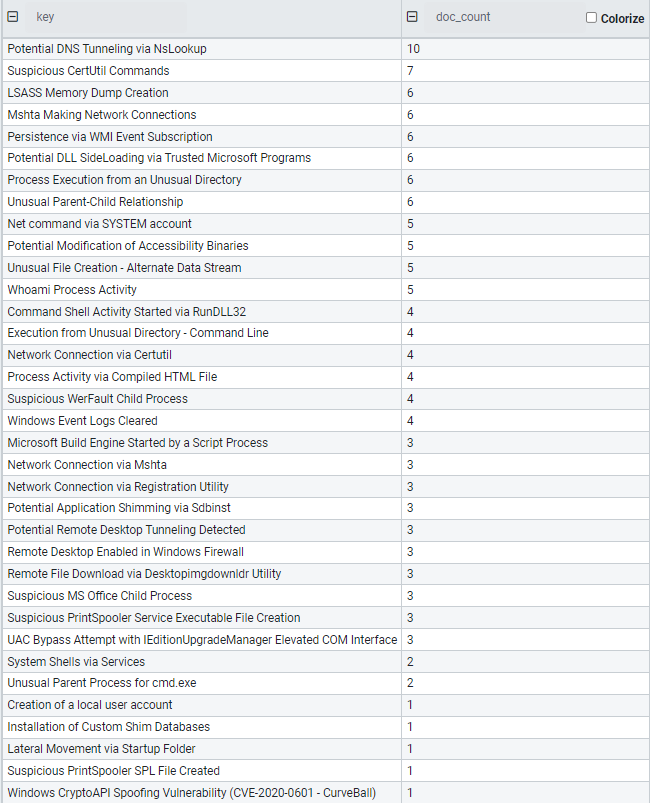 key doc_count Colorize
Potential DNS Tunneling via NsLookup 10
Suspicious CertUtil Commands 7
LSASS Memory Dump Creation 6
Mshta Making Network Connections 6
Persistence via WMI Event Subscription 6
Potential DLL SideLoading via Trusted Microsoft Programs 6
Process Execution from an Unusual Directory 6
Unusual Parent-Child Relationship 6
Net command via SYSTEM account 5
Potential Modification of Accessibility Binaries 5
Unusual File Creation - Alternate Data Stream 5
Whoami Process Activity 5
Command Shell Activity Started via RunDLL32 4
Execution from Unusual Directory - Command Line 4
Network Connection via Certutil 4
Process Activity via Compiled HTML File 4
Suspicious WerFault Child Process 4
Windows Event Logs Cleared 4
Microsoft Build Engine Started by a Script Process 3
Network Connection via Mshta 3
Network Connection via Registration Utility 3
Potential Application Shimming via Sdbinst 3
Potential Remote Desktop Tunneling Detected 3
Remote Desktop Enabled in Windows Firewall 3
Remote File Download via Desktopimgdownldr Utility 3
Suspicious MS Office Child Process 3
Suspicious PrintSpooler Service Executable File Creation 3
UAC Bypass Attempt with IEditionUpgradeManager Elevated COM Interface 3
System Shells via Services 2
Unusual Parent Process for cmd.exe 2
Creation of a local user account 1
Installation of Custom Shim Databases 1
Lateral Movement via Startup Folder 1
Suspicious PrintSpooler SPL File Created 1
Windows CryptoAPI Spoofing Vulnerability (CVE-2020-0601 - CurveBall) 1